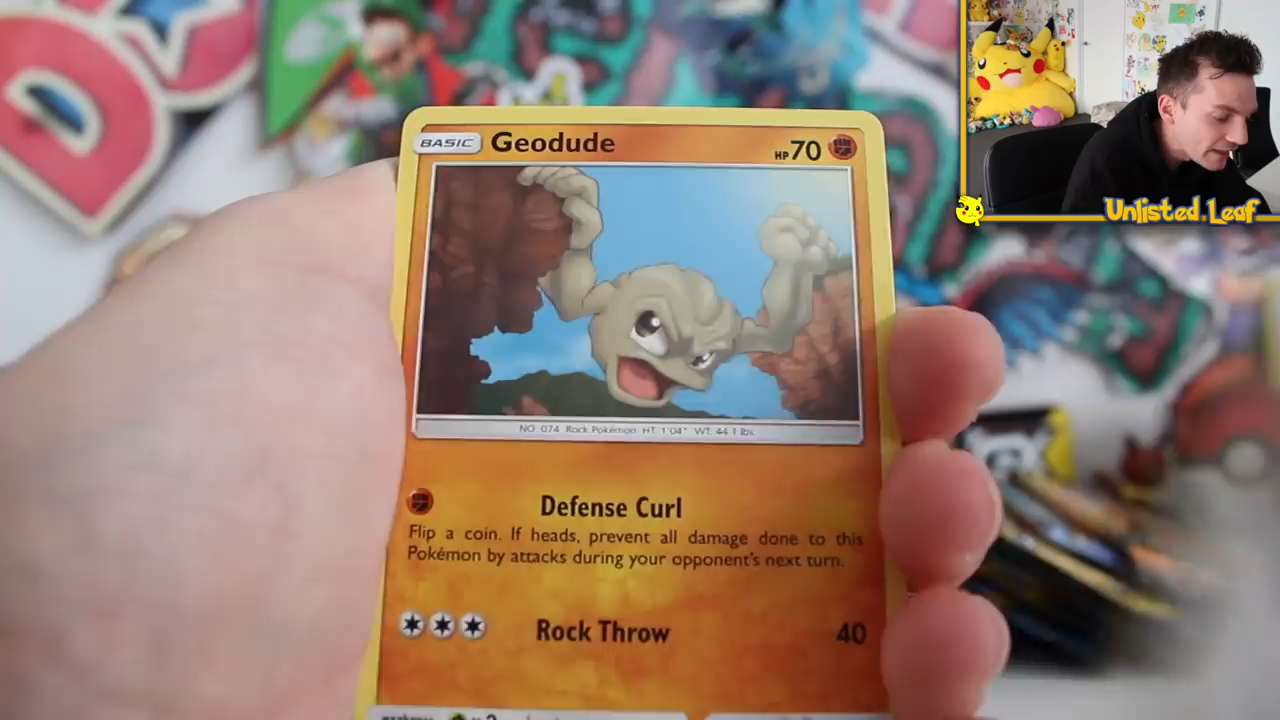 BASIC Geodude HP70
NO. 074 Rock Pokémon HT: 1'04" WT: 44.1 lbs.
Defense Curl
Flip a coin. If heads, prevent all damage done to this
Pokémon by attacks during your opponent's next turn.
Rock Throw 40
Unlisted Leaf